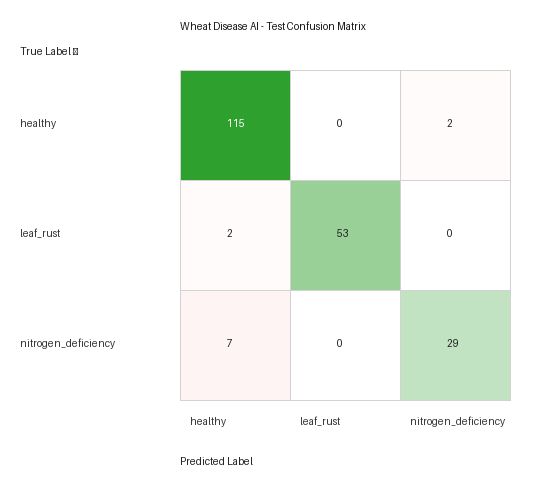 Wheat Disease AI - Test Confusion Matrix
True Label
healthy 115 0 2
leaf_rust 2 53 0
nitrogen_deficiency 7 0 29
healthy leaf_rust nitrogen_deficiency
Predicted Label